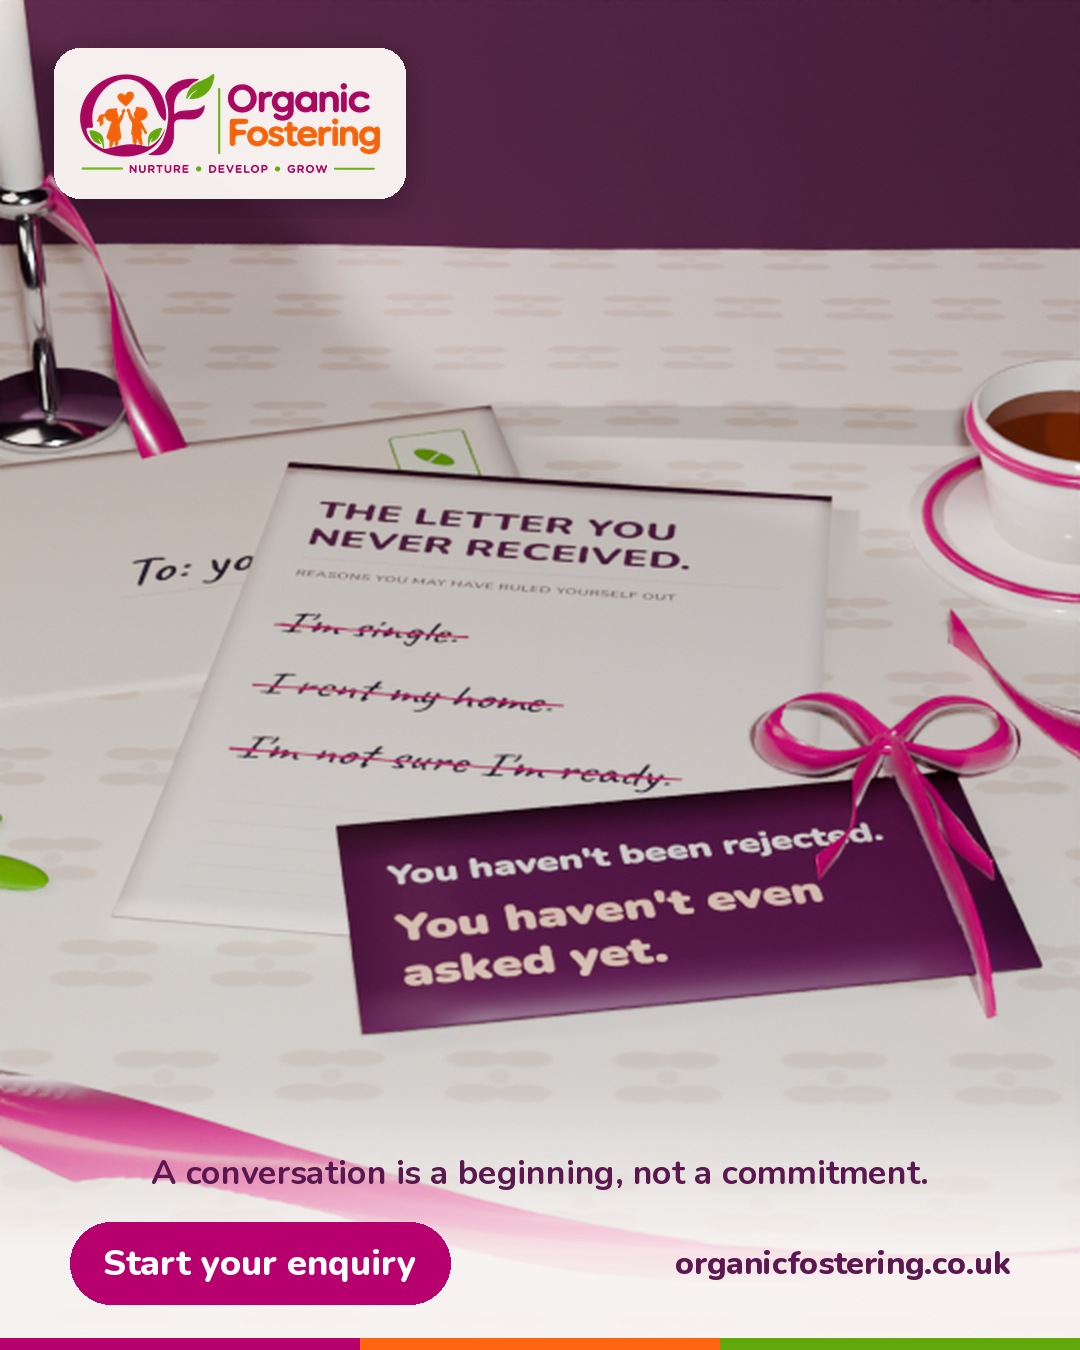 Organic
Fostering
NURTURE • DEVELOP • GROW
To: yo
THE LETTER YOU
NEVER RECEIVED.
REASONS YOU MAY HAVE RULED YOURSELF OUT
I'm single.
I rent my home.
I'm not sure I'm ready.
You haven't been rejected.
You haven't even
asked yet.
A conversation is a beginning, not a commitment.
Start your enquiry
organicfostering.co.uk